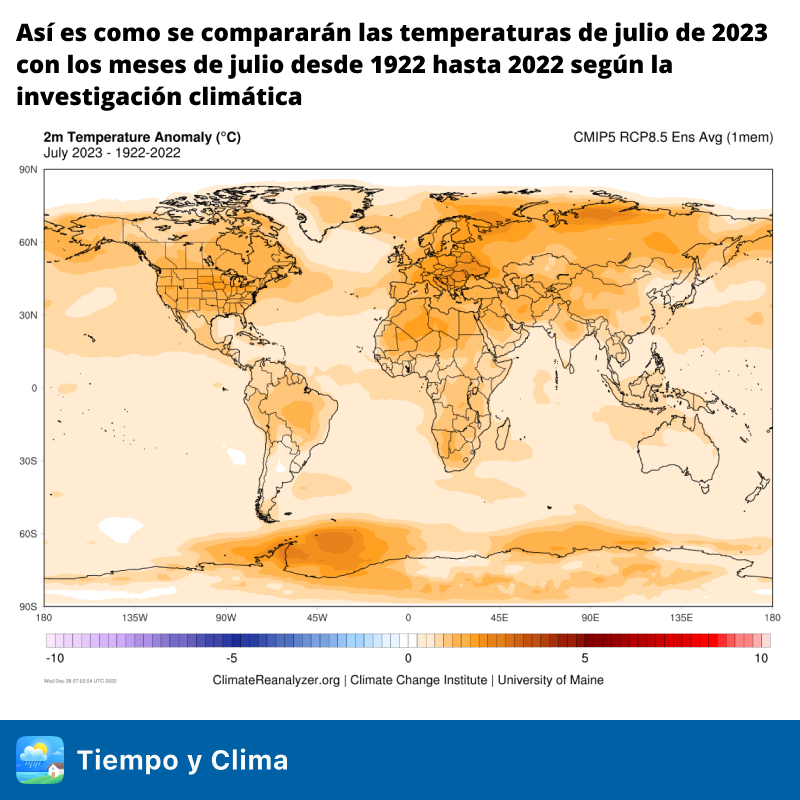 Así es como se compararán las temperaturas de julio de 2023
con los meses de julio desde 1922 hasta 2022 según la
investigación climática
2m Temperature Anomaly (°C)
CMIP5 RCP8.5 Ens Avg (1mem)
July 2023 - 1922-2022
90N
60N
30N
0
30S
60S
90S
180 135W 90W 45W 0 45E 90E 135E 180
-10 -5 0 5 10
Wed Dec 28 07:03:54 UTC 2022
ClimateReanalyzer.org | Climate Change Institute | University of Maine
Tiempo y Clima